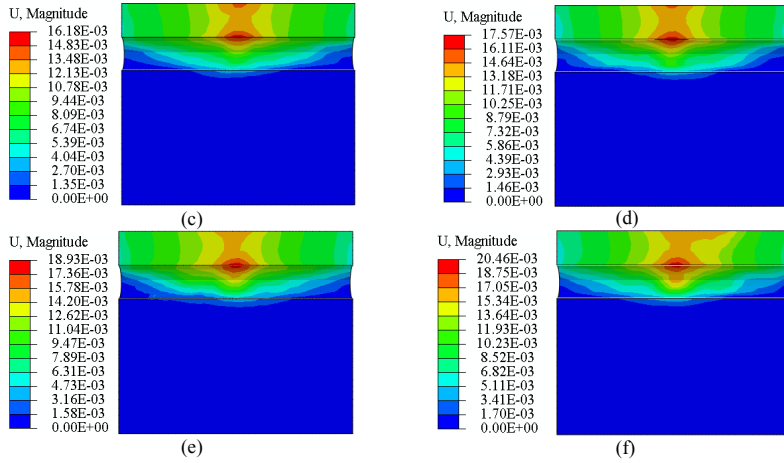 U, Magnitude
16.18E-03
14.83E-03
13.48E-03
12.13E-03
10.78E-03
9.44E-03
8.09E-03
6.74E-03
5.39E-03
4.04E-03
2.70E-03
1.35E-03
0.00E+00
(c)
U, Magnitude
17.57E-03
16.11E-03
14.64E-03
13.18E-03
11.71E-03
10.25E-03
8.79E-03
7.32E-03
5.86E-03
4.39E-03
2.93E-03
1.46E-03
0.00E+00
(d)
U, Magnitude
18.93E-03
17.36E-03
15.78E-03
14.20E-03
12.62E-03
11.04E-03
9.47E-03
7.89E-03
6.31E-03
4.73E-03
3.16E-03
1.58E-03
0.00E+00
(e)
U, Magnitude
20.46E-03
18.75E-03
17.05E-03
15.34E-03
13.64E-03
11.93E-03
10.23E-03
8.52E-03
6.82E-03
5.11E-03
3.41E-03
1.70E-03
0.00E+00
(f)